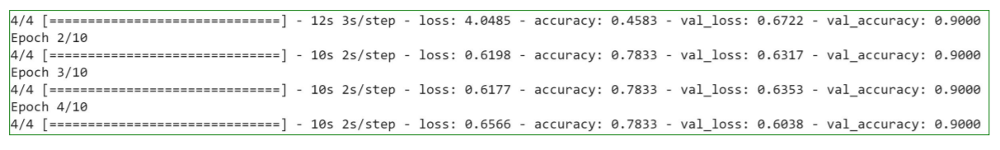 4/4 [==============================] - 12s 3s/step - loss: 4.0485 - accuracy: 0.4583 - val_loss: 0.6722 - val_accuracy: 0.9000
Epoch 2/10
4/4 [==============================] - 10s 2s/step - loss: 0.6198 - accuracy: 0.7833 - val_loss: 0.6317 - val_accuracy: 0.9000
Epoch 3/10
4/4 [==============================] - 10s 2s/step - loss: 0.6177 - accuracy: 0.7833 - val_loss: 0.6353 - val_accuracy: 0.9000
Epoch 4/10
4/4 [==============================] - 10s 2s/step - loss: 0.6566 - accuracy: 0.7833 - val_loss: 0.6038 - val_accuracy: 0.9000